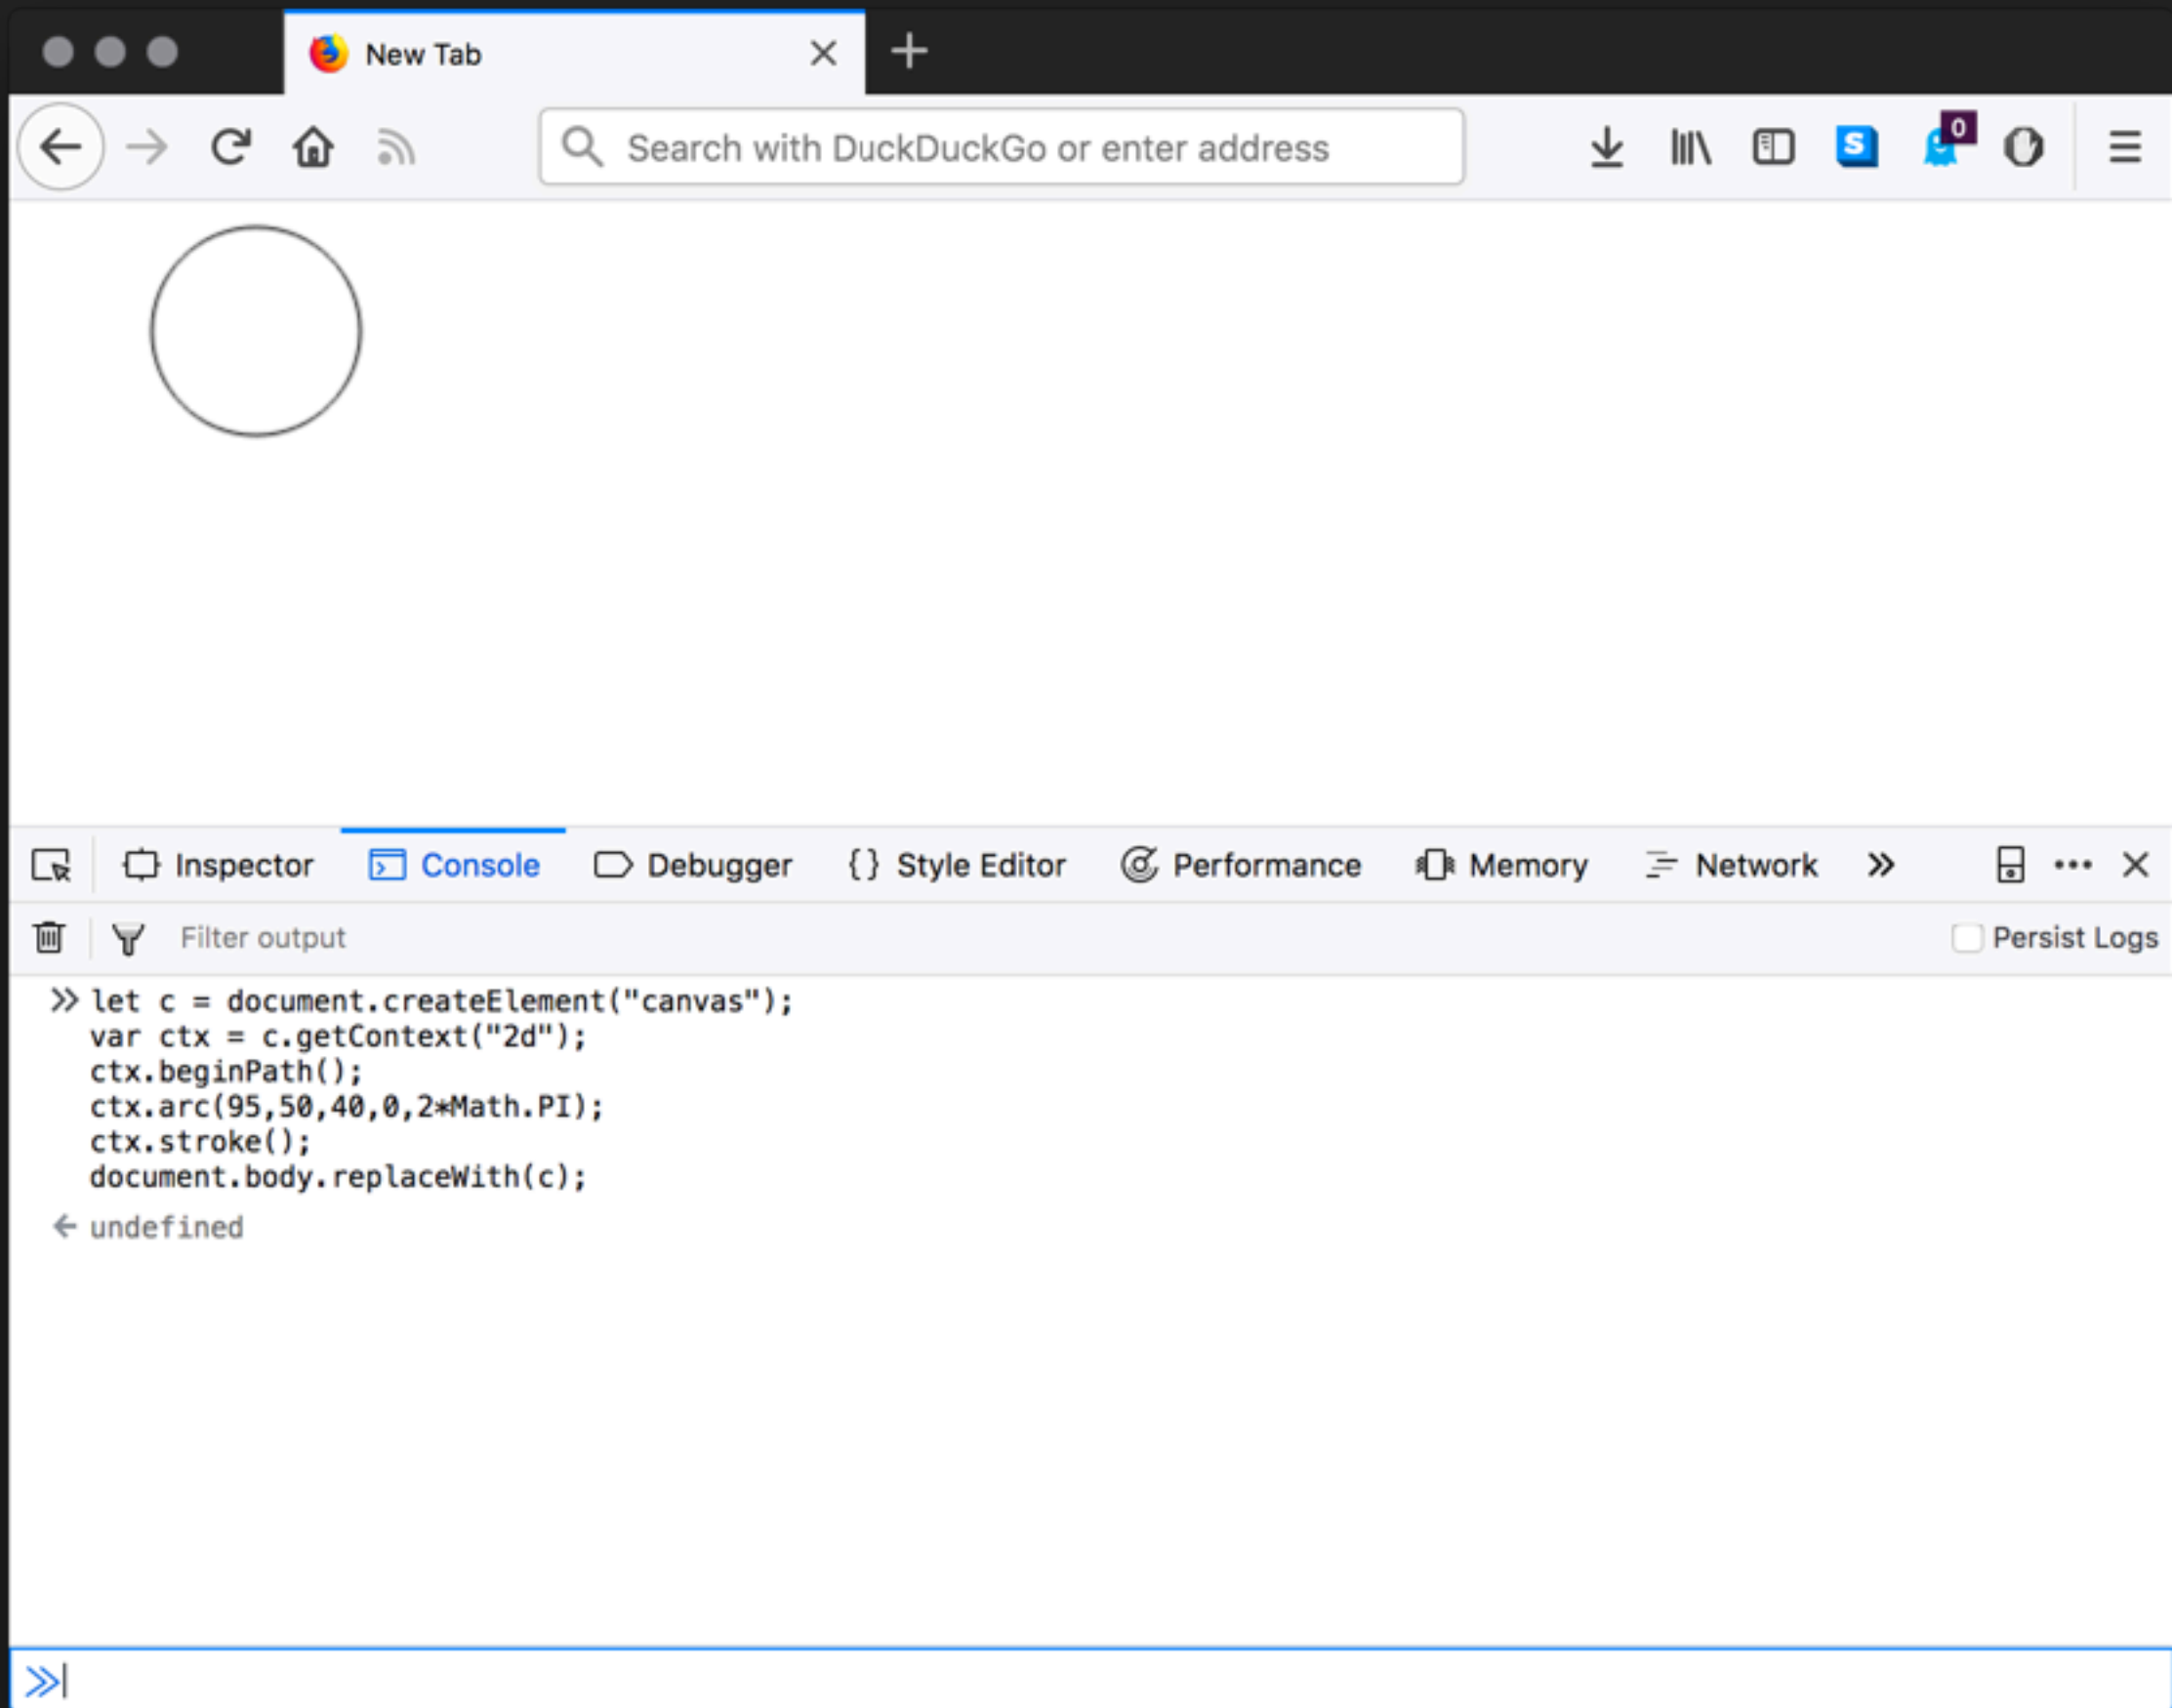 New Tab
Search with DuckDuckGo or enter address
S
0
Inspector
Console
Debugger
{} Style Editor
Performance
Memory
Network
Filter output
Persist Logs
» let c = document.createElement("canvas");
var ctx = c.getContext("2d");
ctx.beginPath();
ctx.arc(95,50,40,0,2*Math.PI);
ctx.stroke();
document.body.replaceWith(c);
← undefined
»